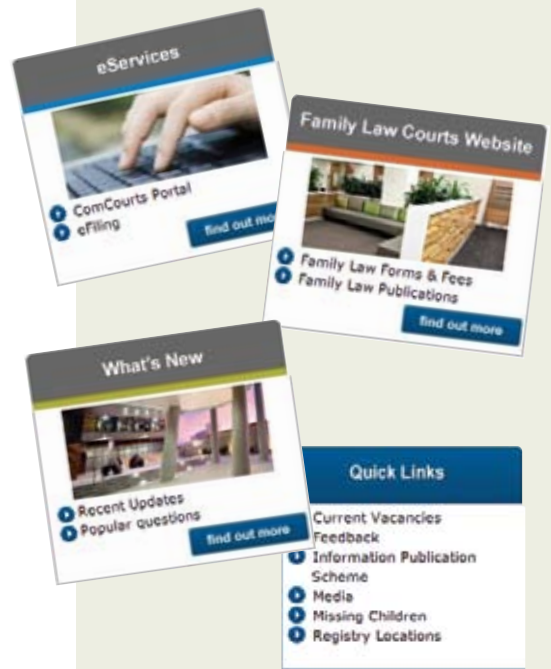 eServices
ComCourts Portal
eFiling
find out
Family Law Courts Website
Family Law Forms & Fees
Family Law Publications
find out more
What's New
Recent Updates
Popular questions
find out more
Quick Links
Current Vacancies
Feedback
Information Publication
Scheme
Media
Missing Children
Registry Locations